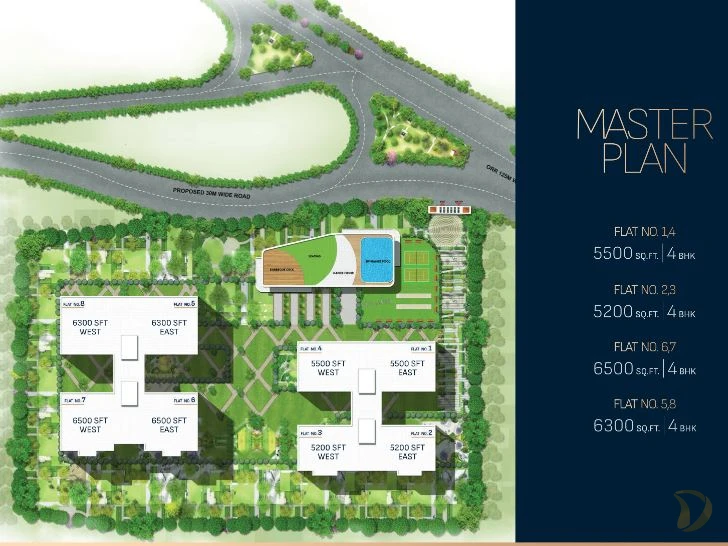 PROPOSED 30M WIDE ROAD
ORR 125M
SWIMMING POOL
FLAT NO.8
FLAT NO.5
6300 SFT
WEST
6300 SFT
EAST
FLAT NO.7
FLAT NO. 6
6500 SFT
WEST
6500 SFT
EAST
FLAT NO.4
FLAT NO. 1
5500 SFT
WEST
5500 SFT
EAST
FLAT NO.3
FLAT NO. 2
5200 SFT
WEST
5200 SFT
EAST
MASTER
PLAN
FLAT NO. 1,4
5500 SQ.FT. | 4 BHK
FLAT NO. 2,3
5200 SQ.FT. | 4 BHK
FLAT NO. 6,7
6500 SQ.FT. | 4 BHK
FLAT NO. 5,8
6300 SQ.FT. | 4 BHK